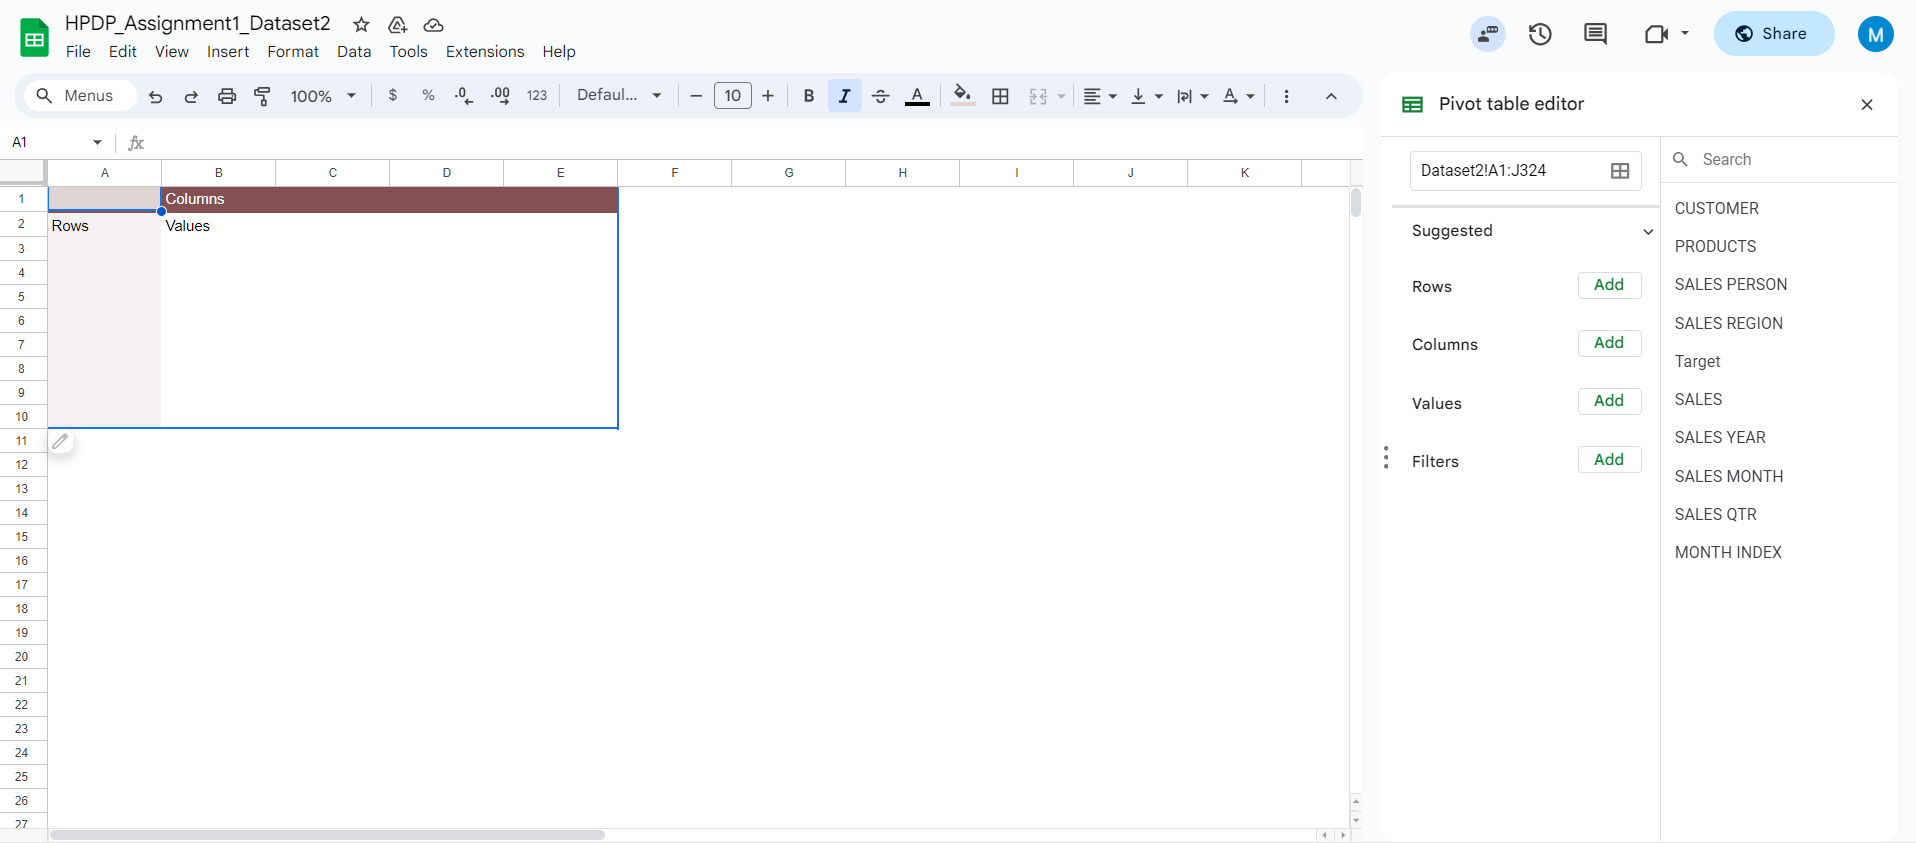 HPDP_Assignment1_Dataset2
File Edit View Insert Format Data Tools Extensions Help
Share
M
Menus 100% $ % .0 .00 123 Defaul... 10 B I A
Pivot table editor
A1 fx
Dataset2!A1:J324
Search
A B C D E F G H I J K
1 Columns
2 Rows Values
3
4
5
6
7
8
9
10
11
12
13
14
15
16
17
18
19
20
21
22
23
24
25
26
27
Suggested
Rows Add
Columns Add
Values Add
Filters Add
CUSTOMER
PRODUCTS
SALES PERSON
SALES REGION
Target
SALES
SALES YEAR
SALES MONTH
SALES QTR
MONTH INDEX